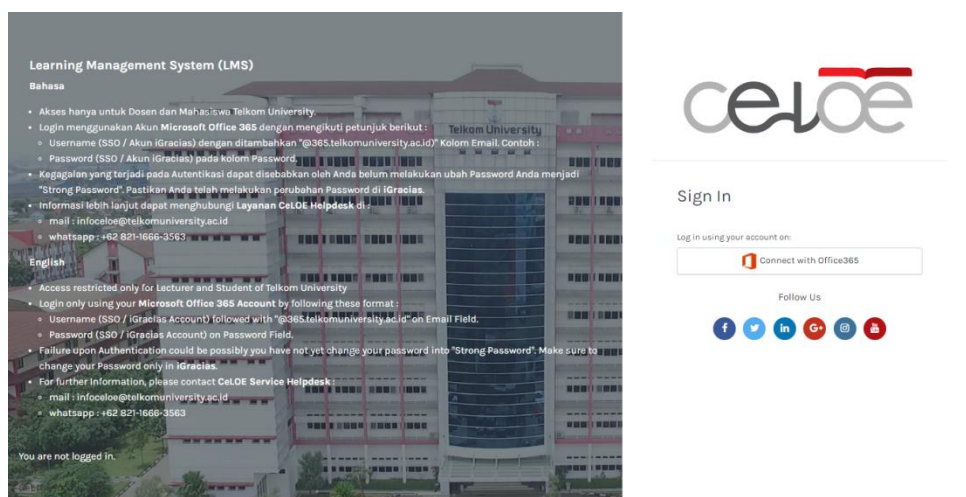 Learning Management System (LMS)
Bahasa
Akses hanya untuk Dosen dan Mahasiswa Telkom University.
Login menggunakan Akun Microsoft Office 365 dengan mengikuti petunjuk berikut :
Username (SSO / Akun iGracias) dengan ditambahkan "@365.telkomuniversity.ac.id)" Kolom Email. Contoh :
Password (SSO / Akun iGracias) pada kolom Password.
Kegagalan yang terjadi pada Autentikasi dapat disebabkan oleh Anda belum melakukan ubah Password Anda menjadi
"Strong Password". Pastikan Anda telah melakukan perubahan Password di iGracias.
Informasi lebih lanjut dapat menghubungi Layanan CeLOE Helpdesk di :
mail : infoceloe@telkomuniversity.ac.id
whatsapp : +62 821-1666-3563
English
Access restricted only for Lecturer and Student of Telkom University
Login only using your Microsoft Office 365 Account by following these format :
Username (SSO / iGracias Account) followed with "@365.telkomuniversity.ac.id" on Email Field.
Password (SSO / iGracias Account) on Password Field.
Failure upon Authentication could be possibly you have not yet change your password into "Strong Password". Make sure to
change your Password only in iGracias.
For further Information, please contact CeLOE Service Helpdesk :
mail : infoceloe@telkomuniversity.ac.id
whatsapp : +62 821-1666-3563
You are not logged in.
Telkom University
celoe
Sign In
Log in using your account on:
Connect with Office365
Follow Us